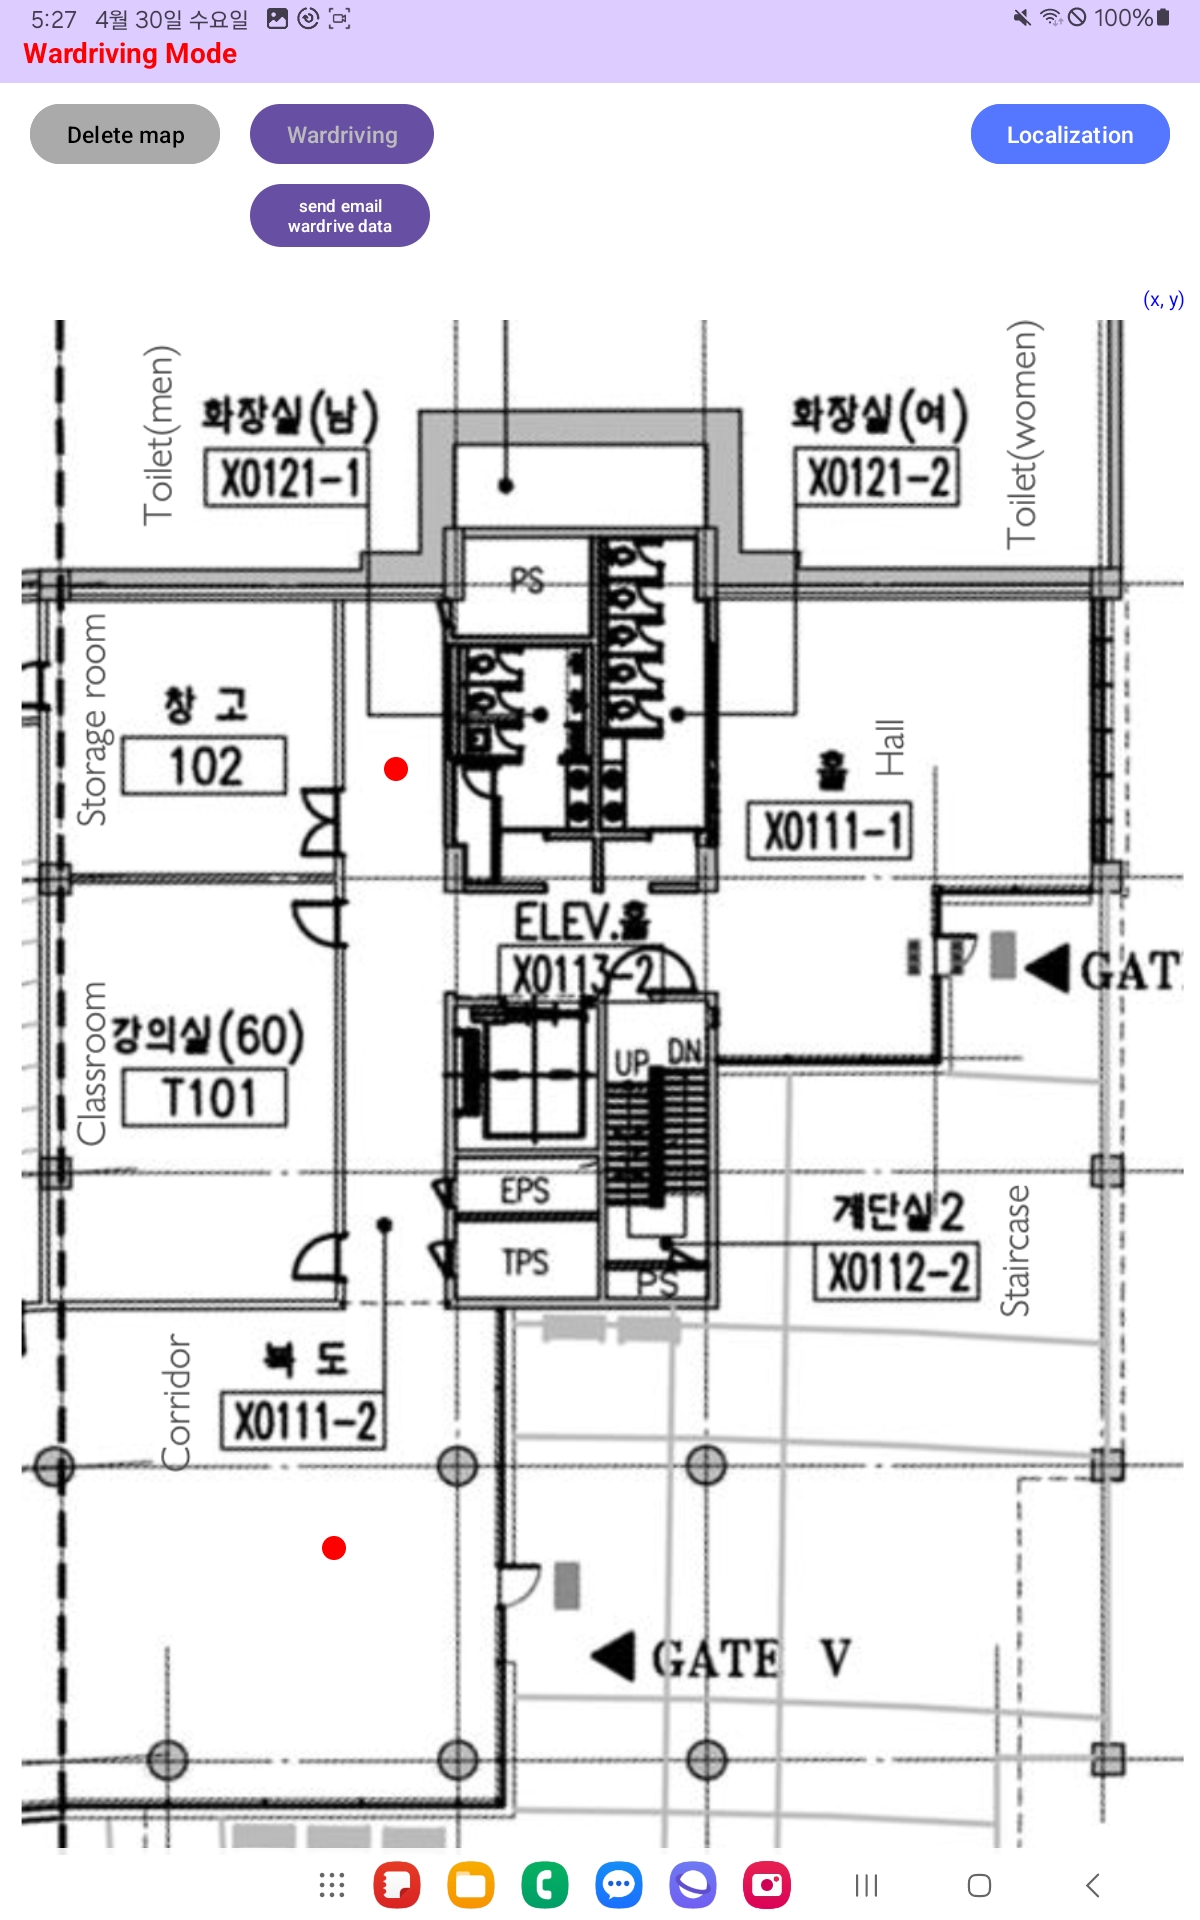 5:27 4월 30일 수요일
100%
Wardriving Mode
Delete map
Wardriving
Localization
send email
wardrive data
(x, y)
Toilet(men)
화장실(남)
X0121-1
화장실(여)
X0121-2
Toilet(women)
PS
Storage room
창 고
102
홀
Hall
X0111-1
ELEV.홀
X0113-2
GAT
Classroom
강의실(60)
T101
UP
DN
EPS
TPS
PS
계단실2
X0112-2
Staircase
Corridor
복 도
X0111-2
GATE V